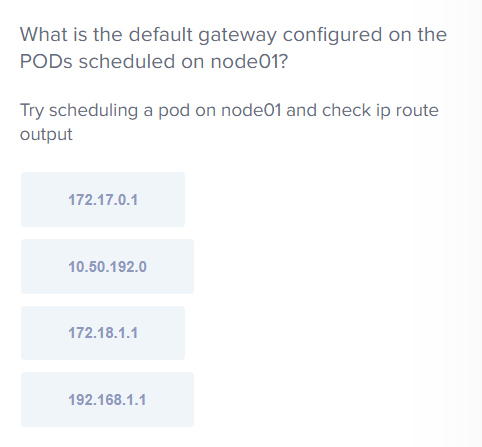 What is the default gateway configured on the
PODs scheduled on node01?
Try scheduling a pod on node01 and check ip route
output
172.17.0.1
10.50.192.0
172.18.1.1
192.168.1.1